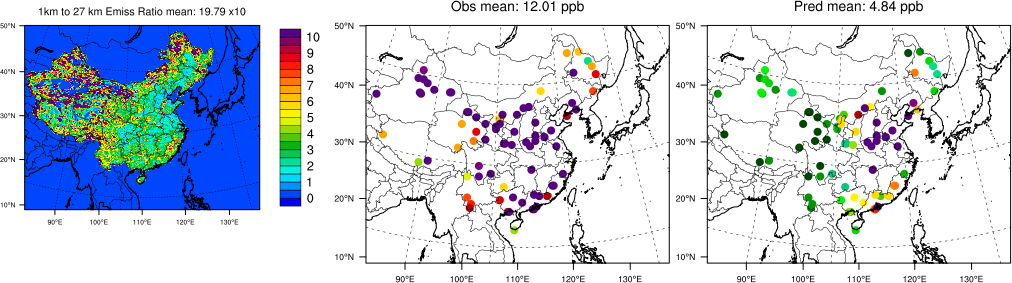 1km to 27 km Emiss Ratio mean: 19.79 x10
50°N
40°N
30°N
20°N
10°N
90°E 100°E 110°E 120°E 130°E
10
9
8
7
6
5
4
3
2
1
0
Obs mean: 12.01 ppb
50°N
40°N
30°N
20°N
10°N
90°E 100°E 110°E 120°E 130°E
Pred mean: 4.84 ppb
50°N
40°N
30°N
20°N
10°N
90°E 100°E 110°E 120°E 130°E